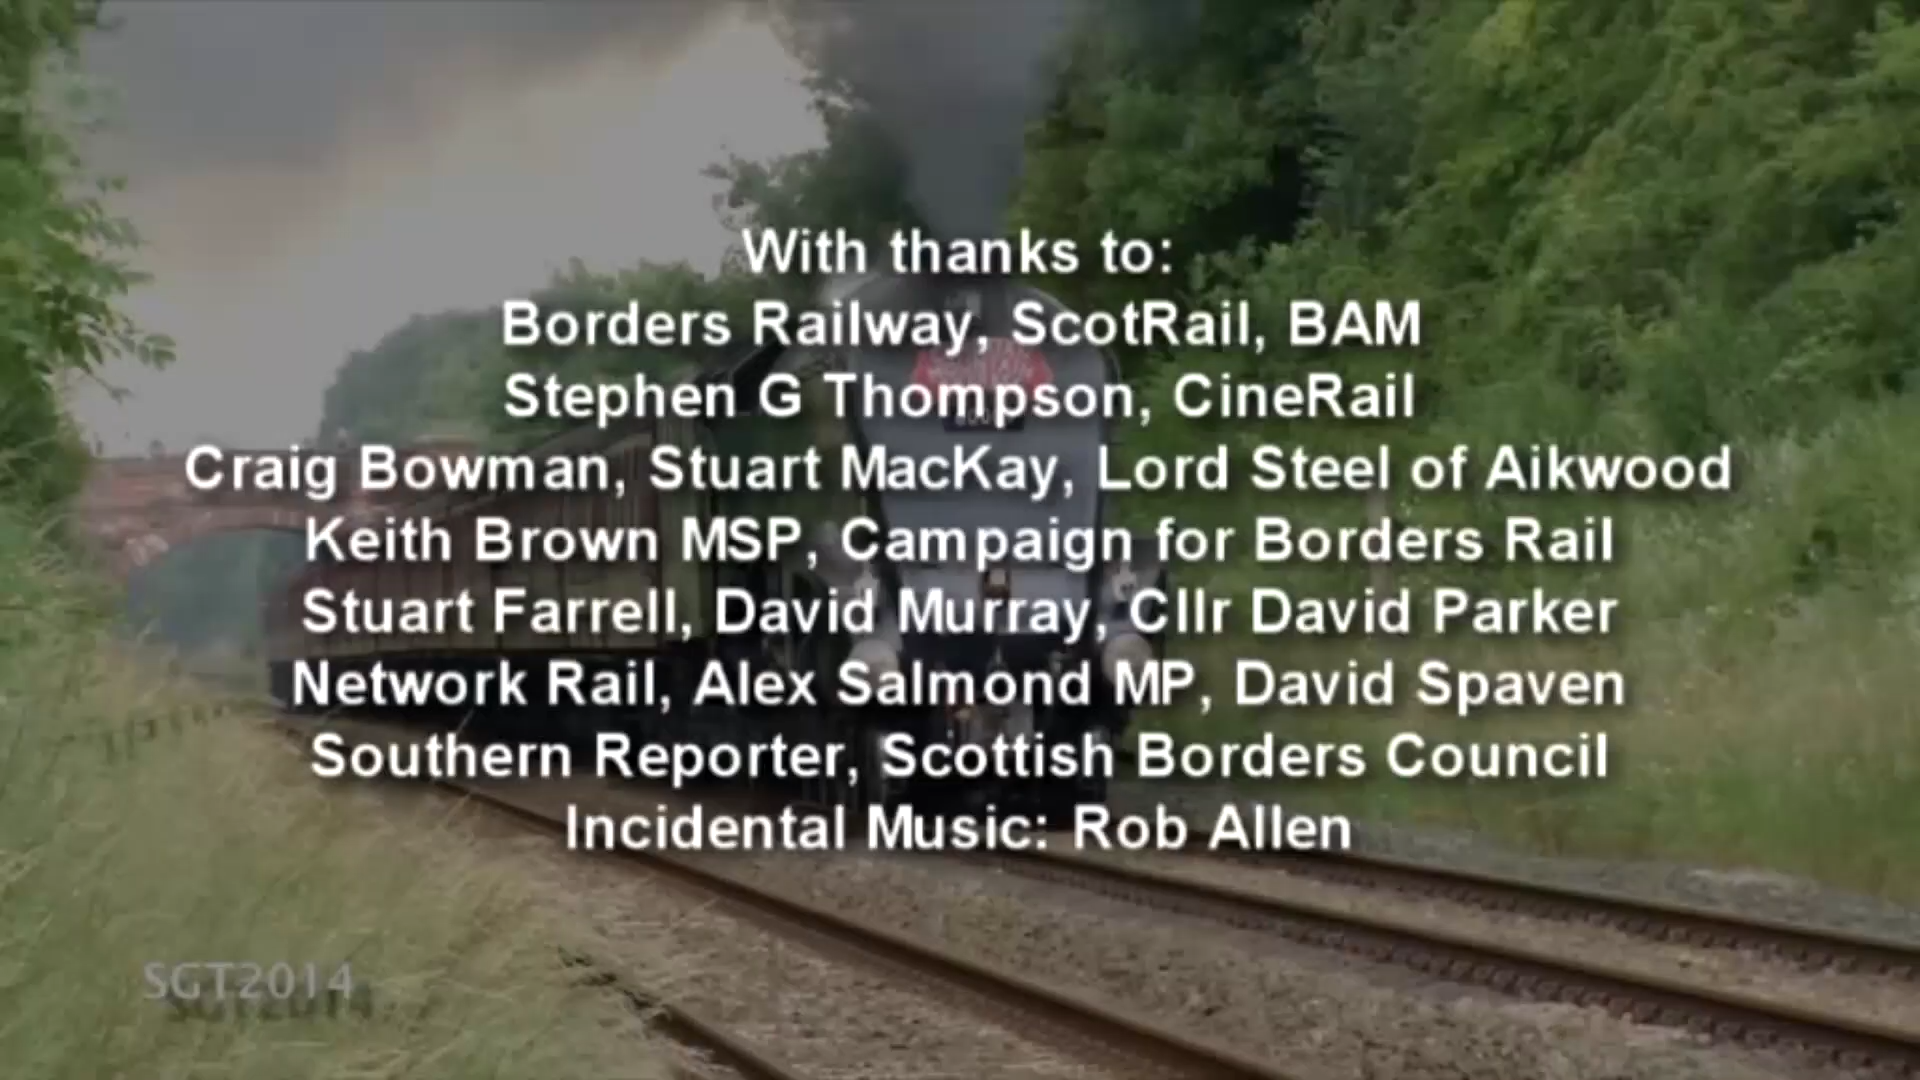 With thanks to:
Borders Railway, ScotRail, BAM
Stephen G Thompson, CineRail
Craig Bowman, Stuart MacKay, Lord Steel of Aikwood
Keith Brown MSP, Campaign for Borders Rail
Stuart Farrell, David Murray, Cllr David Parker
Network Rail, Alex Salmond MP, David Spaven
Southern Reporter, Scottish Borders Council
Incidental Music: Rob Allen
SGT2014